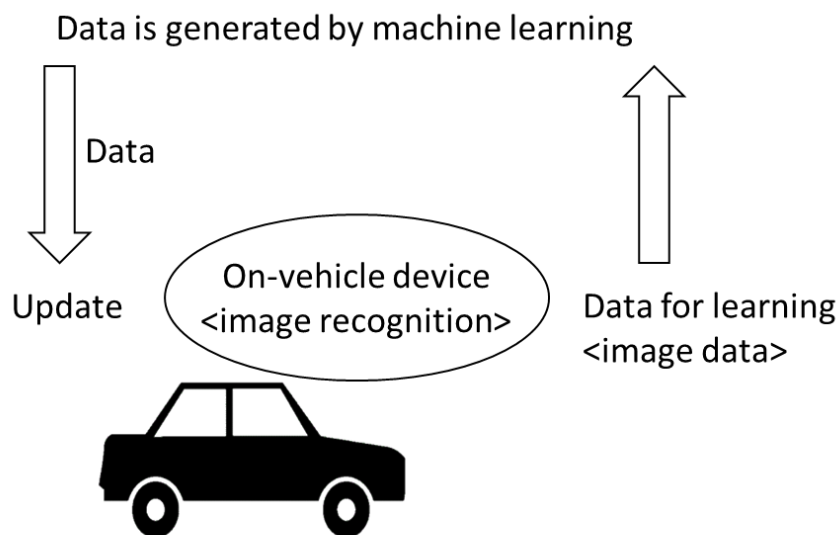 Data is generated by machine learning
Data
On-vehicle device
<image recognition>
Update
Data for learning
<image data>